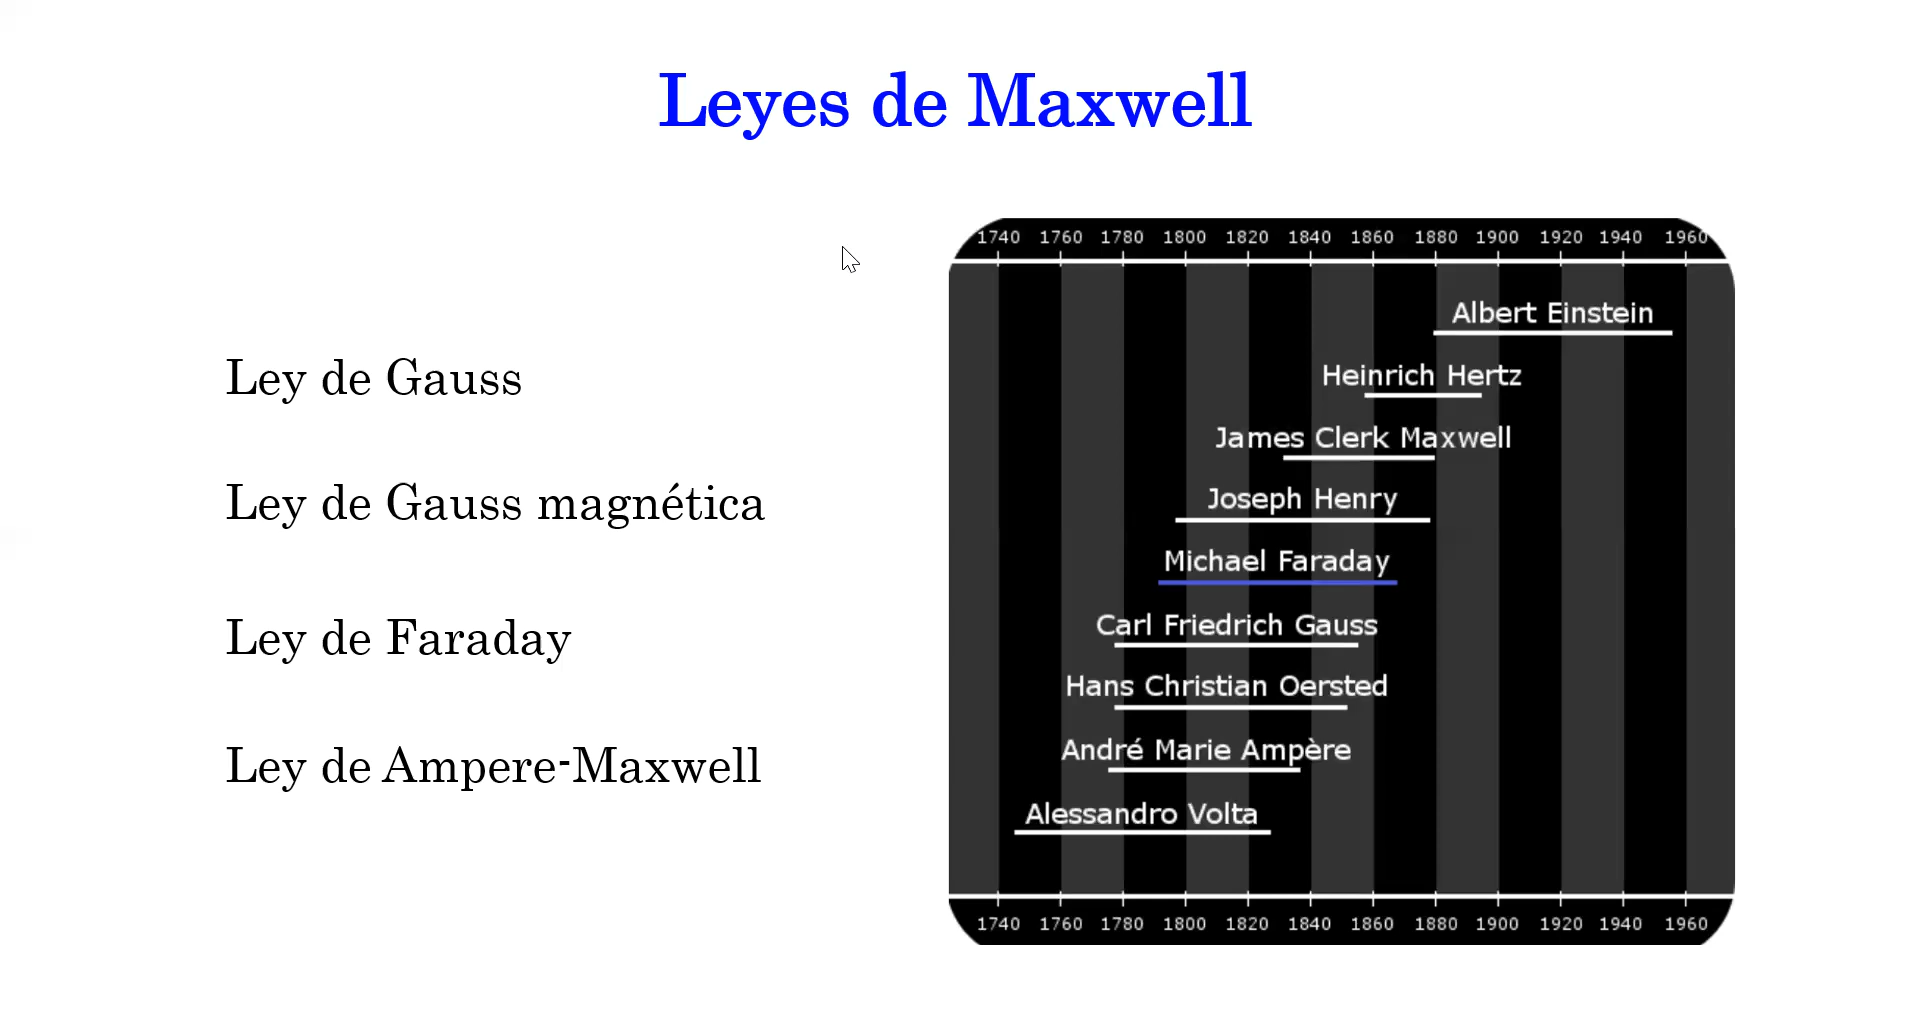 Leyes de Maxwell
Ley de Gauss
Ley de Gauss magnética
Ley de Faraday
Ley de Ampere-Maxwell
1740 1760 1780 1800 1820 1840 1860 1880 1900 1920 1940 1960
Albert Einstein
Heinrich Hertz
James Clerk Maxwell
Joseph Henry
Michael Faraday
Carl Friedrich Gauss
Hans Christian Oersted
André Marie Ampère
Alessandro Volta
1740 1760 1780 1800 1820 1840 1860 1880 1900 1920 1940 1960